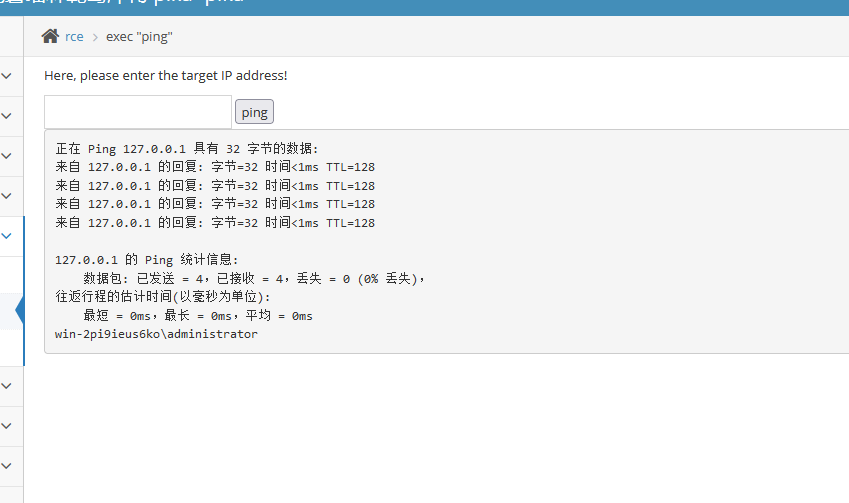 rce > exec "ping"
Here, please enter the target IP address!
ping
正在 Ping 127.0.0.1 具有 32 字节的数据:
来自 127.0.0.1 的回复: 字节=32 时间<1ms TTL=128
来自 127.0.0.1 的回复: 字节=32 时间<1ms TTL=128
来自 127.0.0.1 的回复: 字节=32 时间<1ms TTL=128
来自 127.0.0.1 的回复: 字节=32 时间<1ms TTL=128
127.0.0.1 的 Ping 统计信息:
数据包: 已发送 = 4，已接收 = 4，丢失 = 0 (0% 丢失)，
往返行程的估计时间(以毫秒为单位):
最短 = 0ms，最长 = 0ms，平均 = 0ms
win-2pi9ieus6ko\administrator